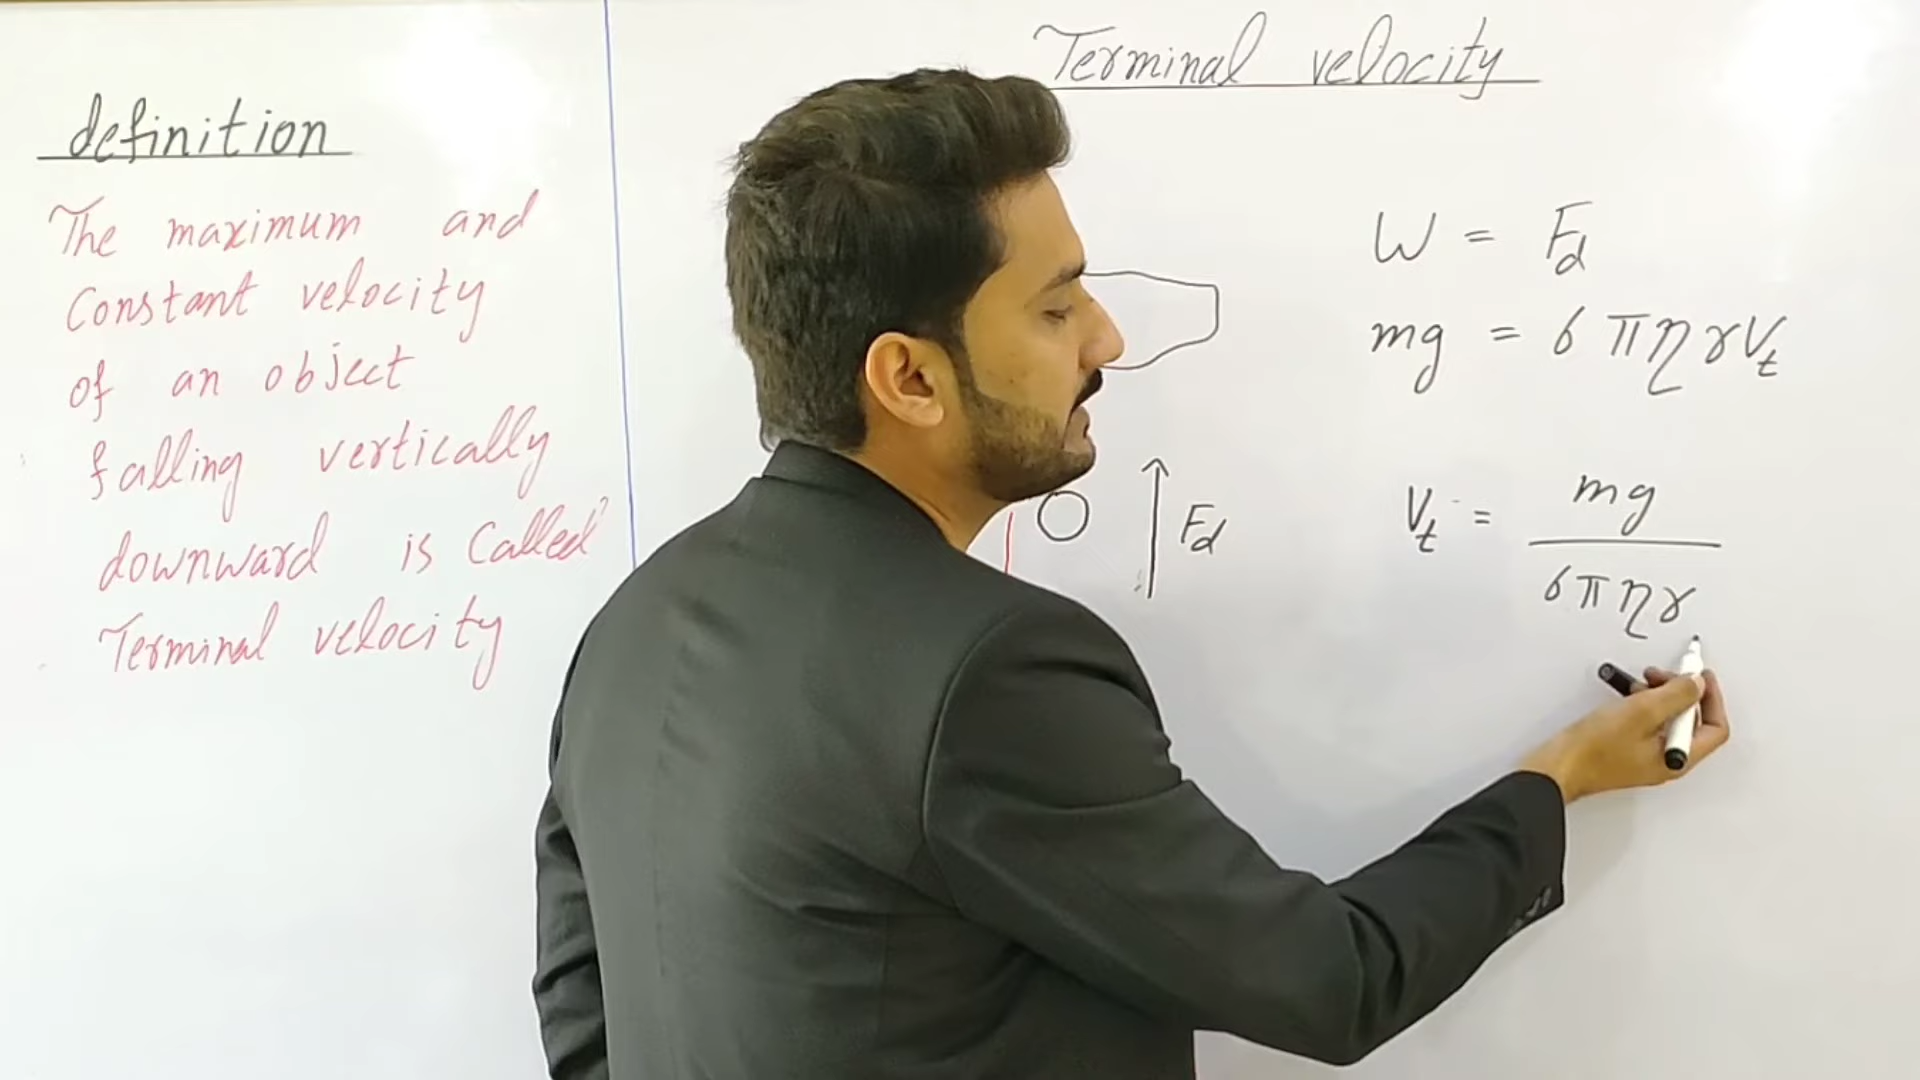 Terminal velocity
definition
The maximum and
Constant velocity
of an object
falling vertically
downward is Called
Terminal velocity
W = Fd
mg = 6πηrVt
Fd
Vt = mg
6πηr